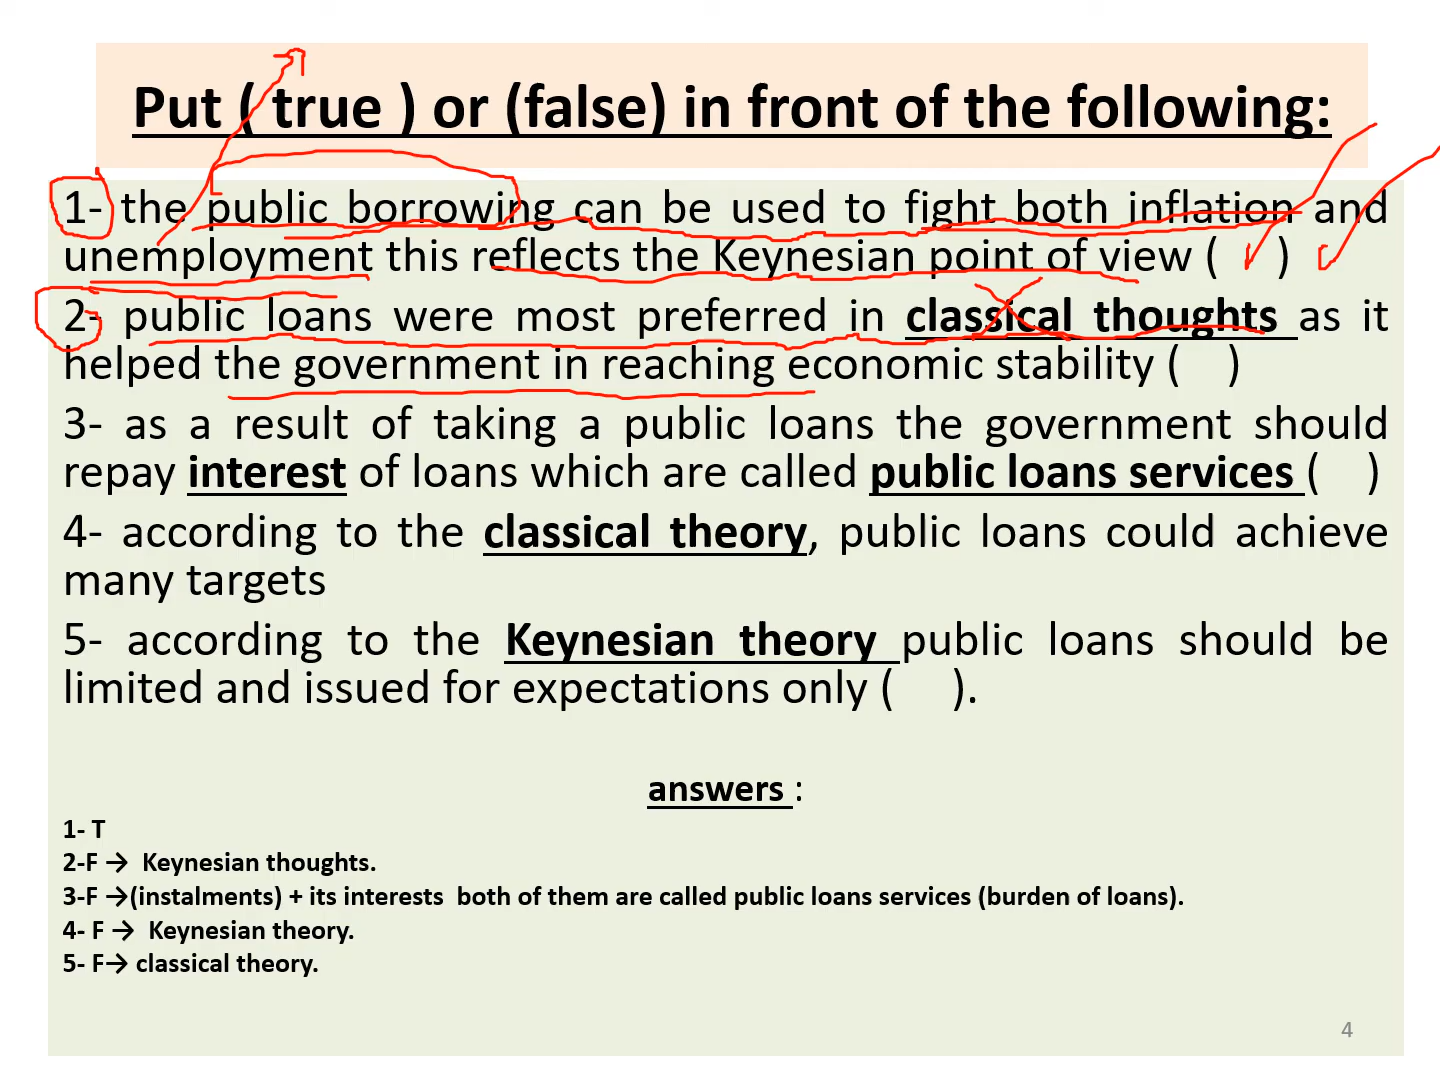 Put ( true ) or (false) in front of the following:
1- the public borrowing can be used to fight both inflation and
unemployment this reflects the Keynesian point of view ( )
2- public loans were most preferred in classical thoughts as it
helped the government in reaching economic stability ( )
3- as a result of taking a public loans the government should
repay interest of loans which are called public loans services ( )
4- according to the classical theory, public loans could achieve
many targets
5- according to the Keynesian theory public loans should be
limited and issued for expectations only ( ).
answers :
1- T
2-F → Keynesian thoughts.
3-F →(instalments) + its interests both of them are called public loans services (burden of loans).
4- F → Keynesian theory.
5- F→ classical theory.
4